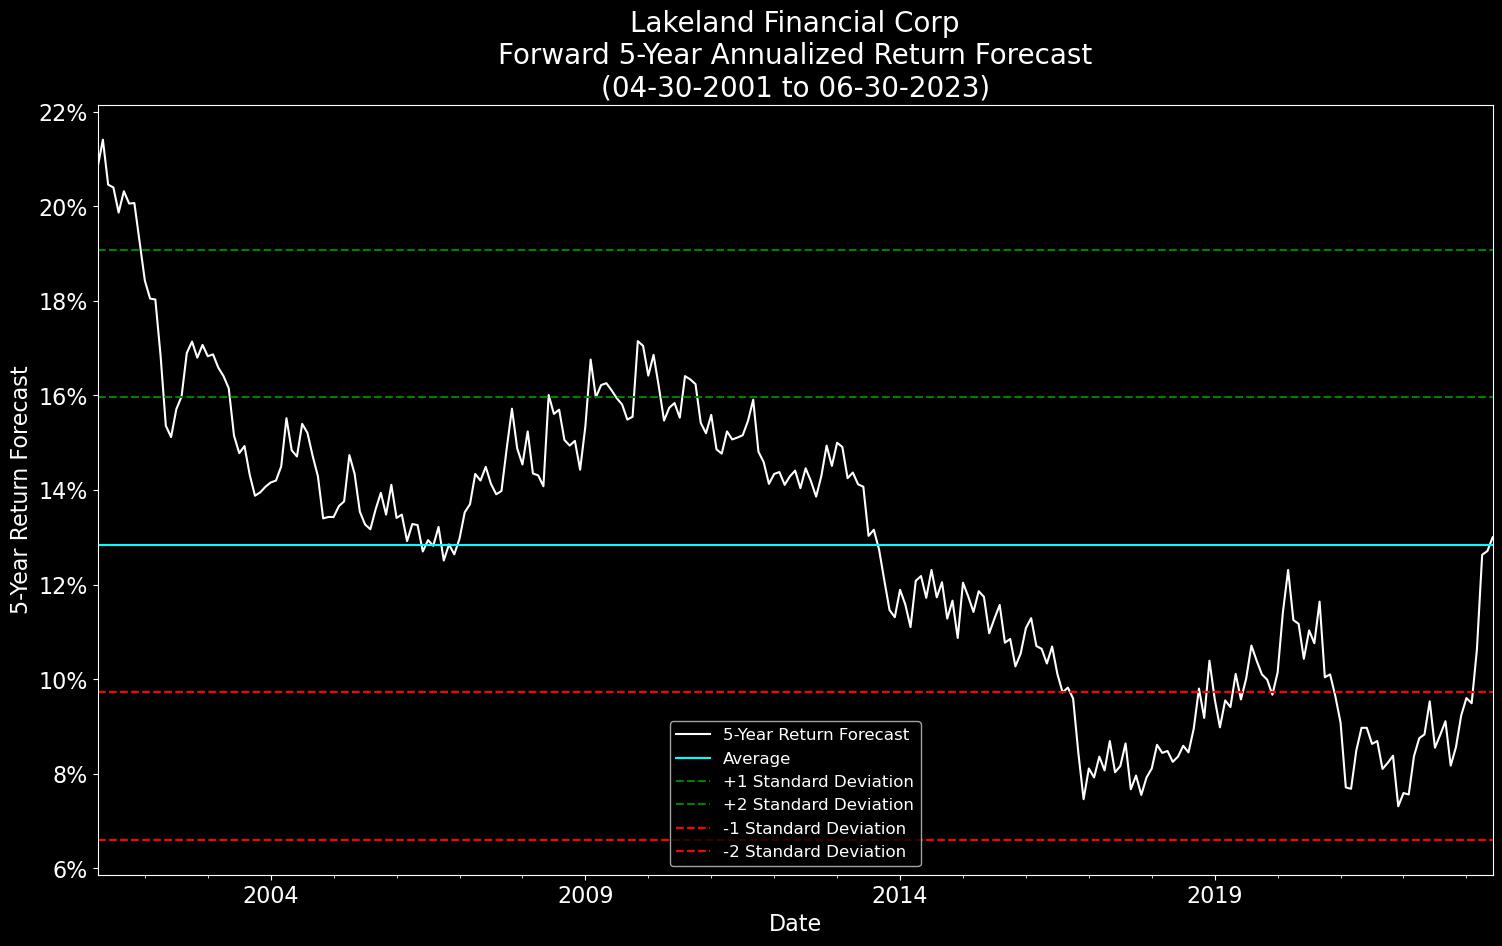 Lakeland Financial Corp
Forward 5-Year Annualized Return Forecast
(04-30-2001 to 06-30-2023)
22%
20%
18%
16%
14%
12%
10%
8%
6%
5-Year Return Forecast
5-Year Return Forecast
Average
+1 Standard Deviation
+2 Standard Deviation
-1 Standard Deviation
-2 Standard Deviation
2004
2009
2014
2019
Date